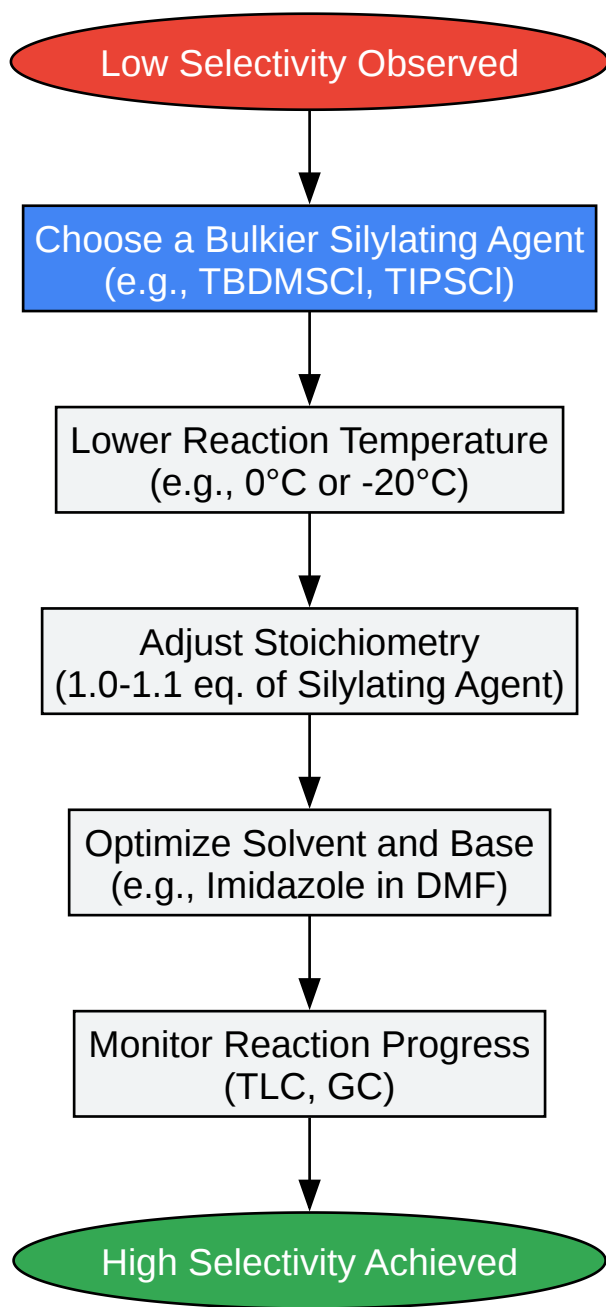 Low Selectivity Observed
Choose a Bulkier Silylating Agent
(e.g., TBDMSCl, TIPSCl)
Lower Reaction Temperature
(e.g., 0°C or -20°C)
Adjust Stoichiometry
(1.0-1.1 eq. of Silylating Agent)
Optimize Solvent and Base
(e.g., Imidazole in DMF)
Monitor Reaction Progress
(TLC, GC)
High Selectivity Achieved